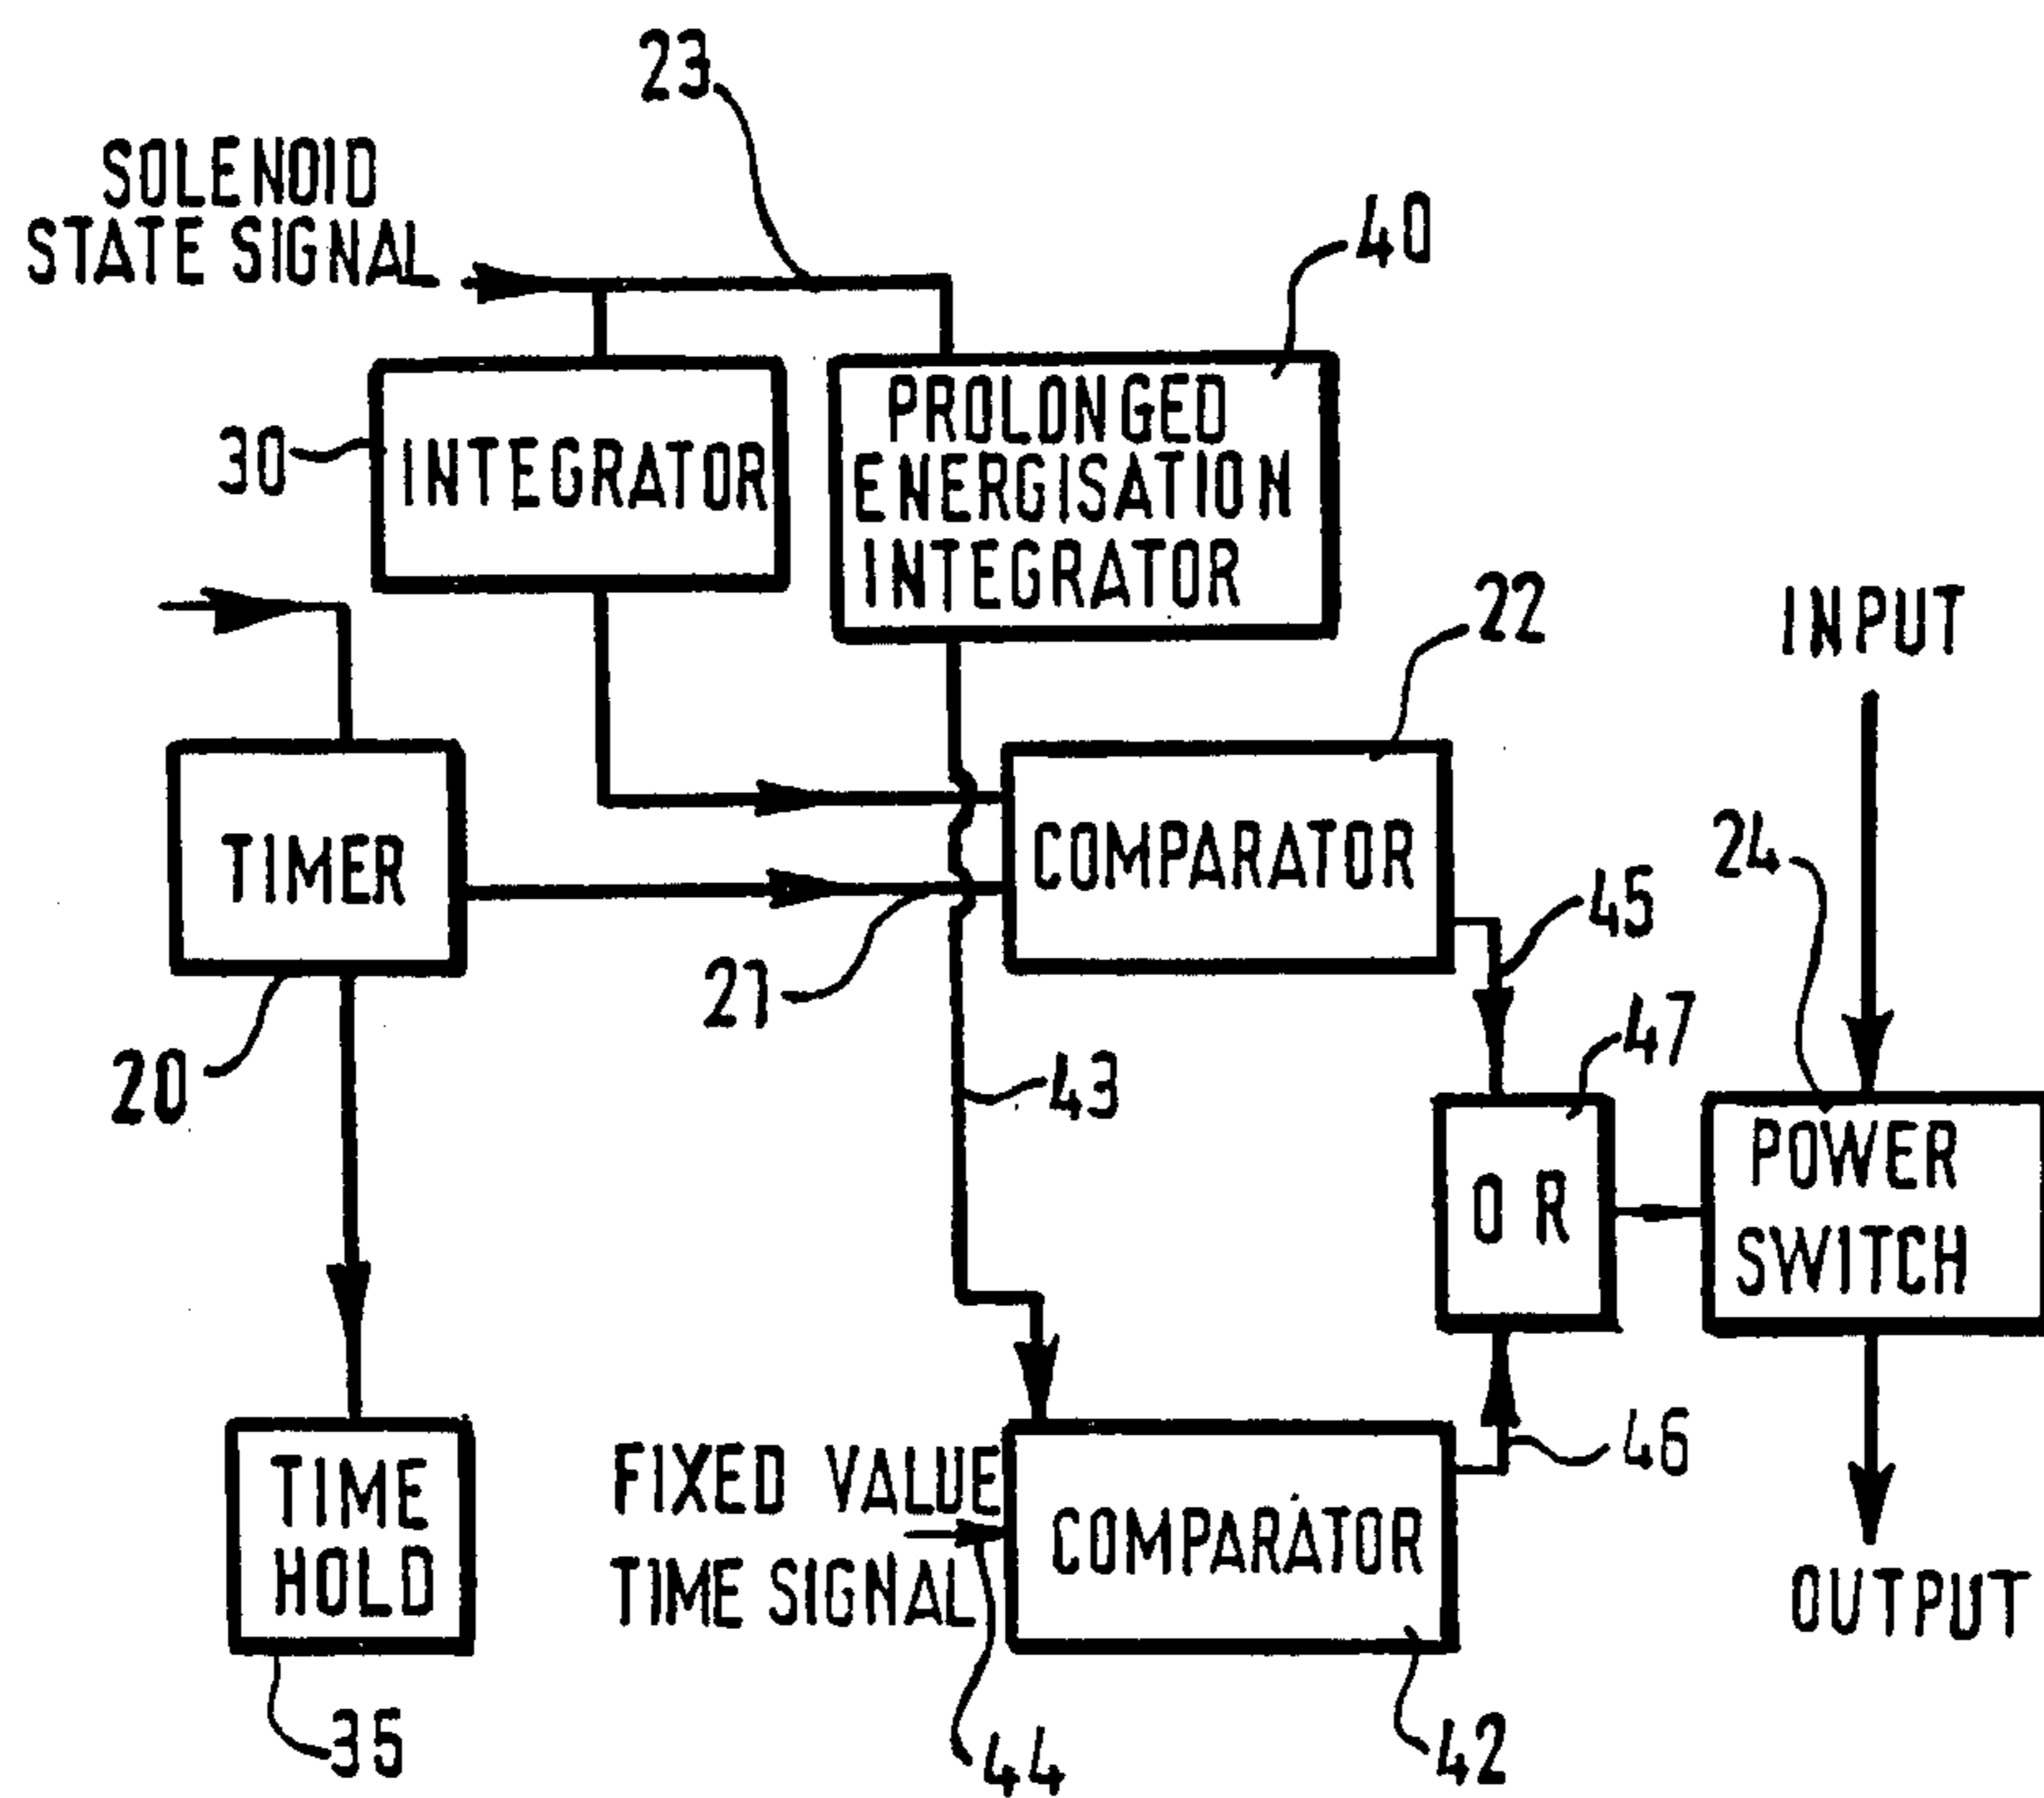 23
SOLENOID
STATE SIGNAL
40
30
INTEGRATOR
PROLONGED
ENERGISATION
INTEGRATOR
22
INPUT
TIMER
COMPARATOR
24
45
21
47
20
43
POWER
SWITCH
OR
46
TIME
HOLD
FIXED VALUE
TIME SIGNAL
COMPARATOR
OUTPUT
35
44
42